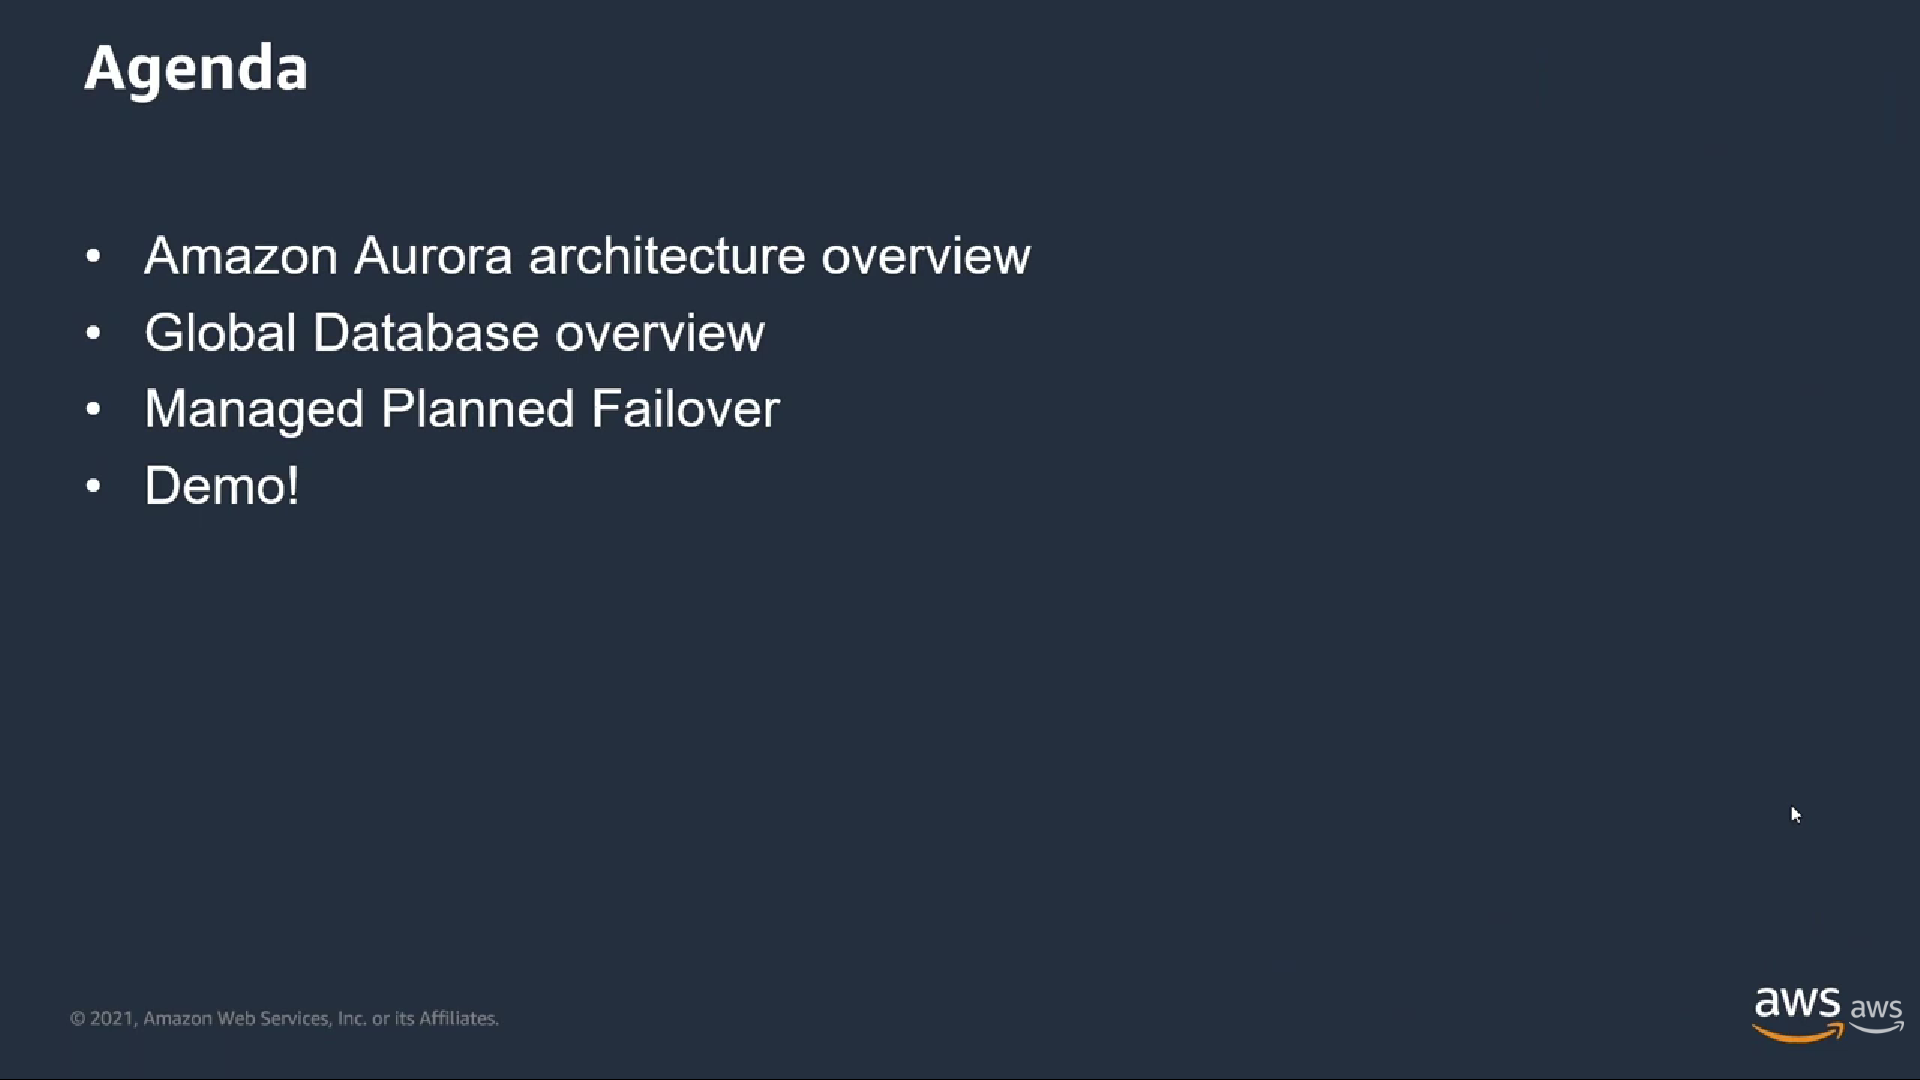 Agenda
• Amazon Aurora architecture overview
• Global Database overview
• Managed Planned Failover
• Demo!
© 2021, Amazon Web Services, Inc. or its Affiliates.
aws aws